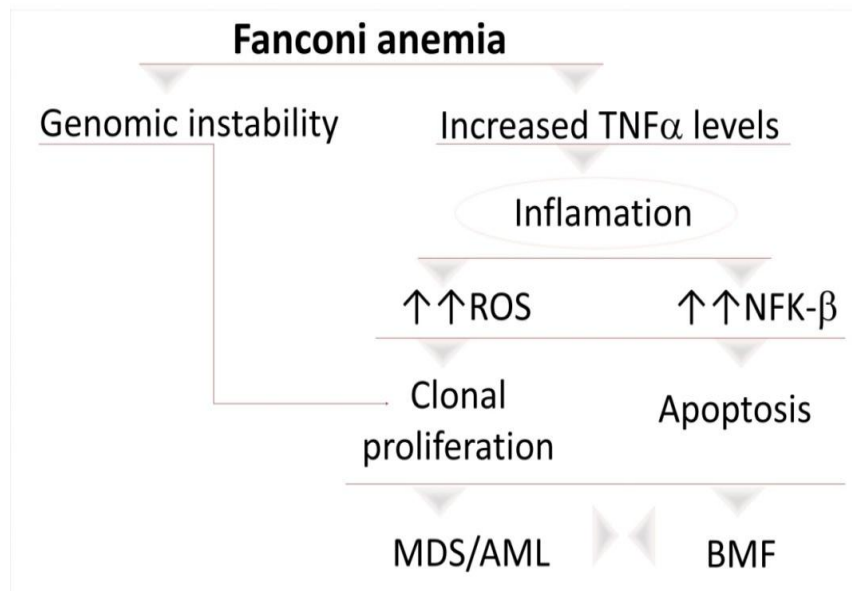 Fanconi anemia
Genomic instability
Increased TNFα levels
Inflamation
↑↑ROS
↑↑NFK-β
Clonal
proliferation
Apoptosis
MDS/AML
BMF